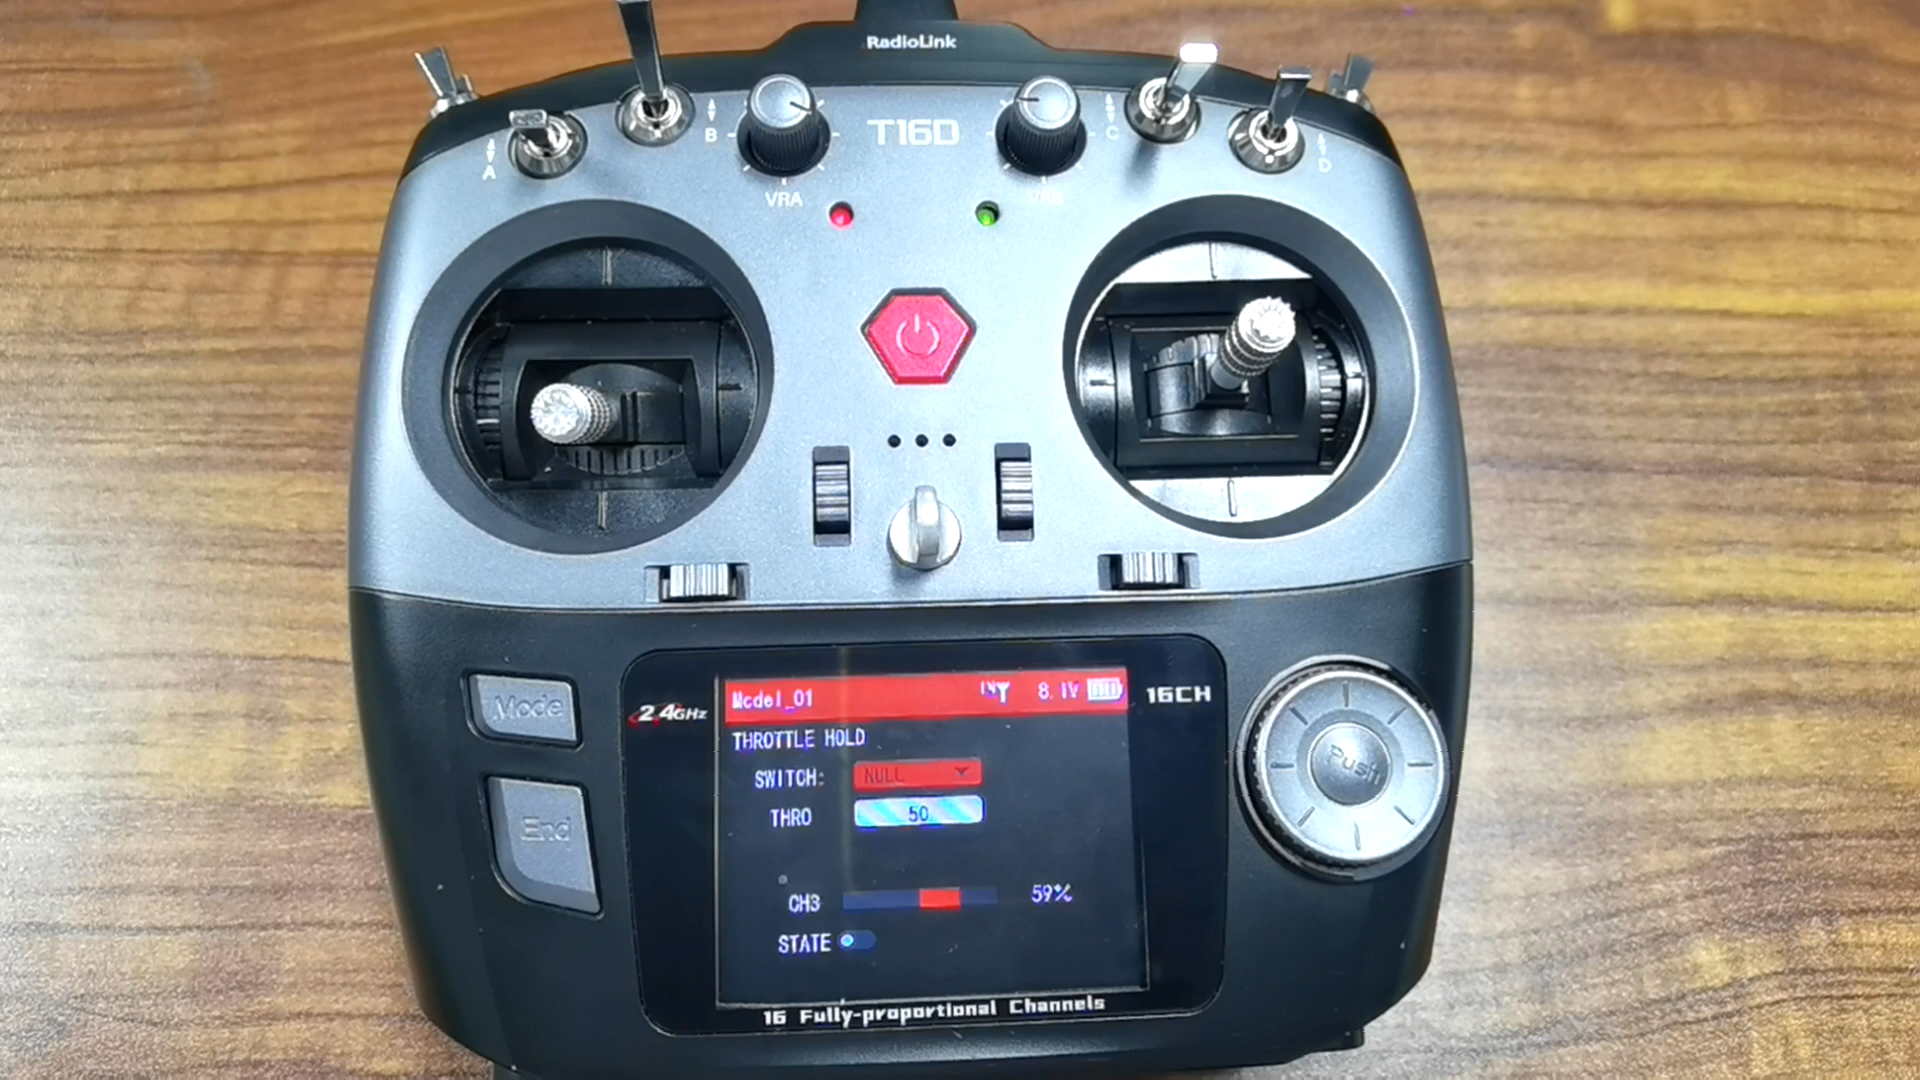 RadioLink
T16D
A
B
C
D
VRA
VRB
Mode
End
2.4GHz
16CH
Push
Model_01
8.1V
THROTTLE HOLD
SWITCH: NULL
THRO 50
CH3 59%
STATE
16 Fully-proportional Channels